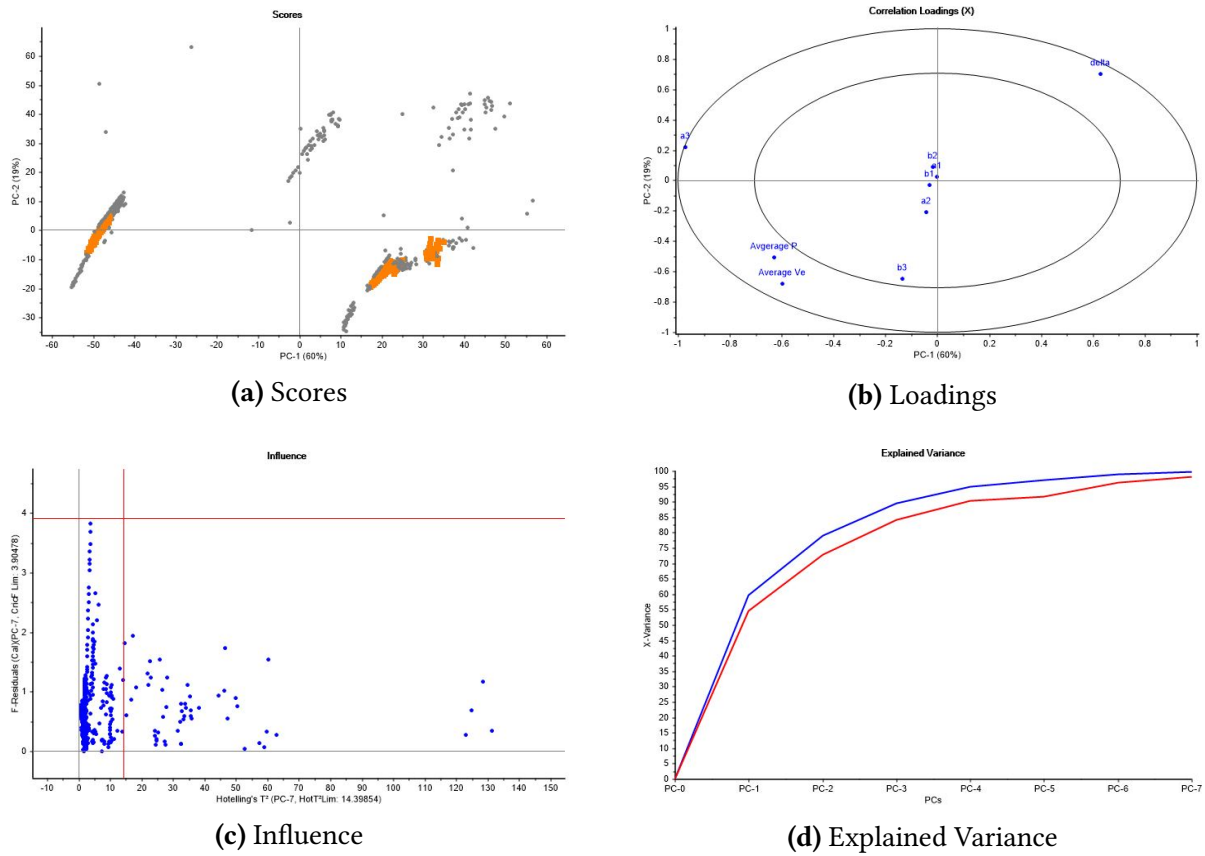 Scores
PC-2 (19%)
60
50
40
30
20
10
0
-10
-20
-30
-60 -50 -40 -30 -20 -10 0 10 20 30 40 50 60
PC-1 (60%)
(a) Scores
Correlation Loadings (X)
PC-2 (19%)
1
0.8
0.6
0.4
0.2
0
-0.2
-0.4
-0.6
-0.8
-1
delta
a3
b2
a1
b1
a2
Avgerage P
Average Ve
b3
-1 -0.8 -0.6 -0.4 -0.2 0 0.2 0.4 0.6 0.8 1
PC-1 (60%)
(b) Loadings
Influence
F-Residuals (Cal)(PC-7, CricF Lim: 3.90478)
4
3
2
1
0
-10 0 10 20 30 40 50 60 70 80 90 100 110 120 130 140 150
Hotelling's T² (PC-7, HotT²Lim: 14.39854)
(c) Influence
Explained Variance
X-Variance
100
95
90
85
80
75
70
65
60
55
50
45
40
35
30
25
20
15
10
5
0
PC-0 PC-1 PC-2 PC-3 PC-4 PC-5 PC-6 PC-7
PCs
(d) Explained Variance